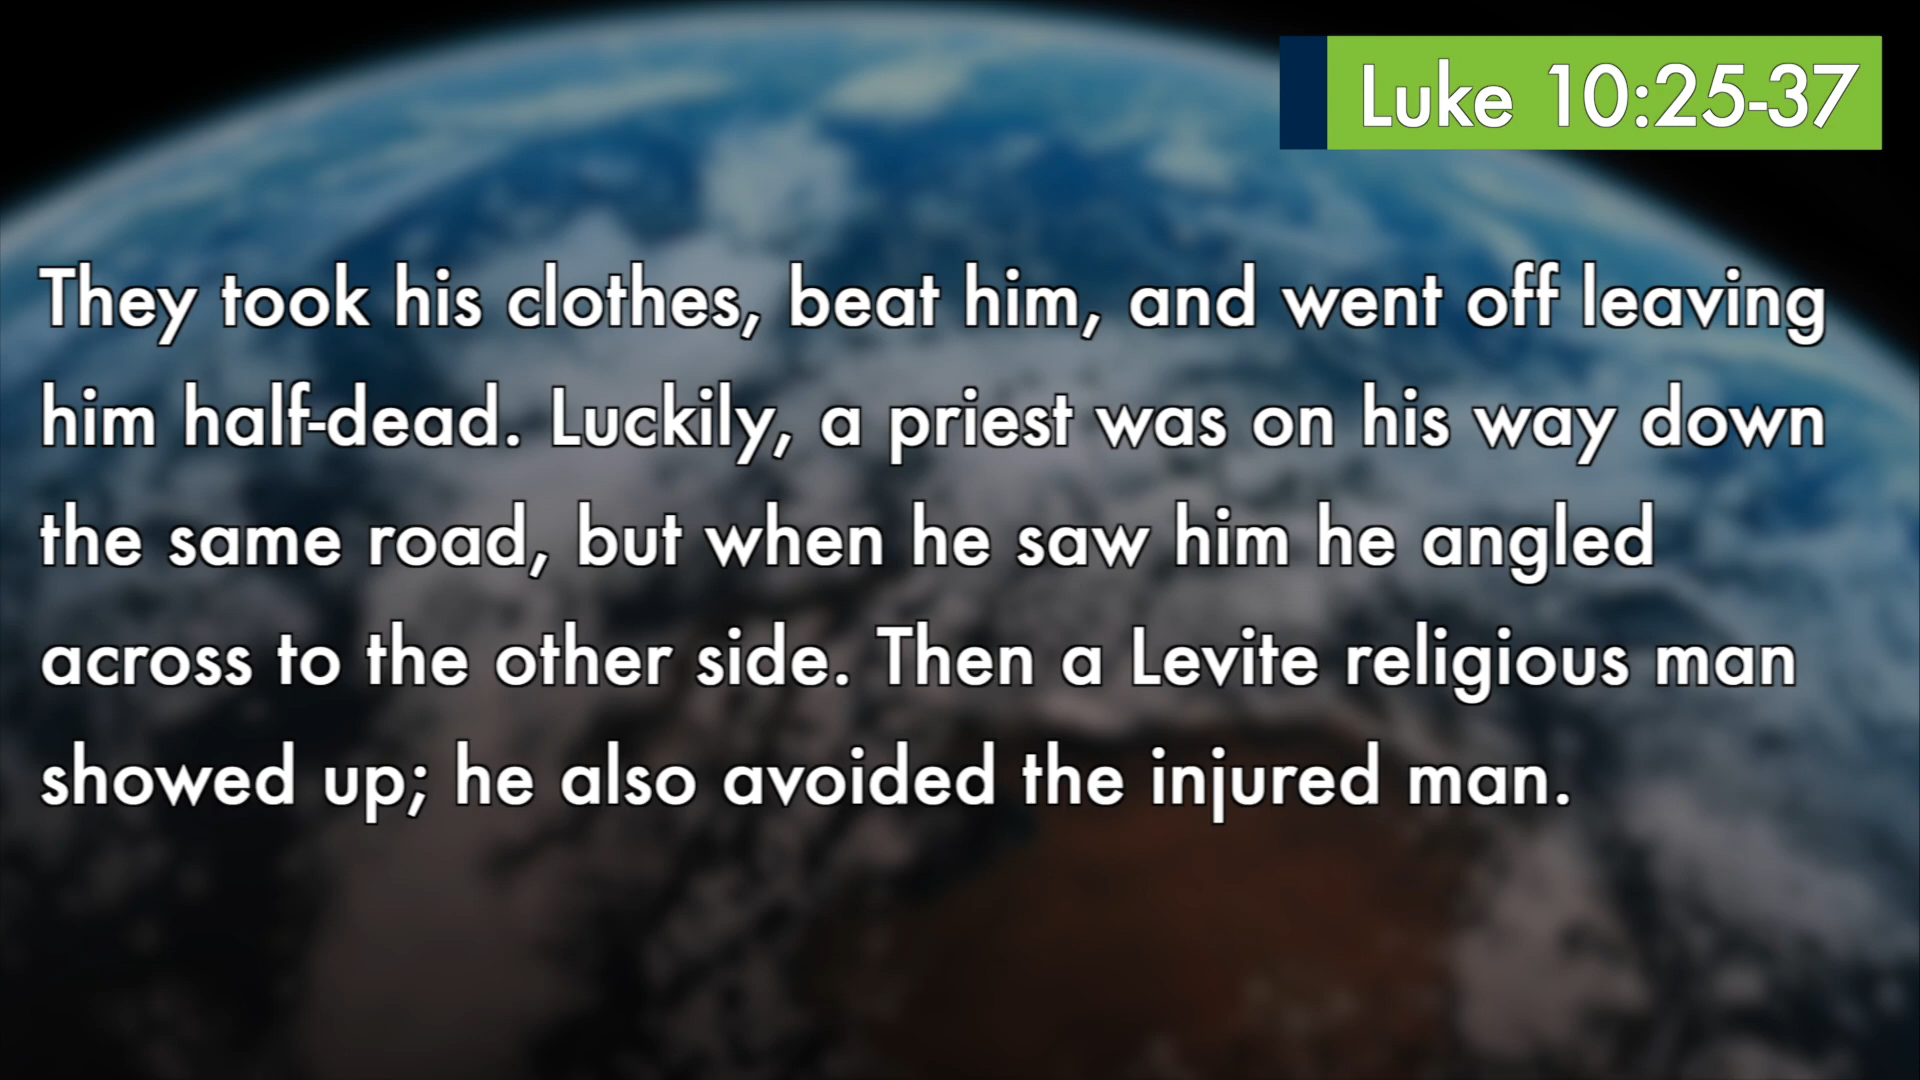 Luke 10:25-37
They took his clothes, beat him, and went off leaving
him half-dead. Luckily, a priest was on his way down
the same road, but when he saw him he angled
across to the other side. Then a Levite religious man
showed up; he also avoided the injured man.